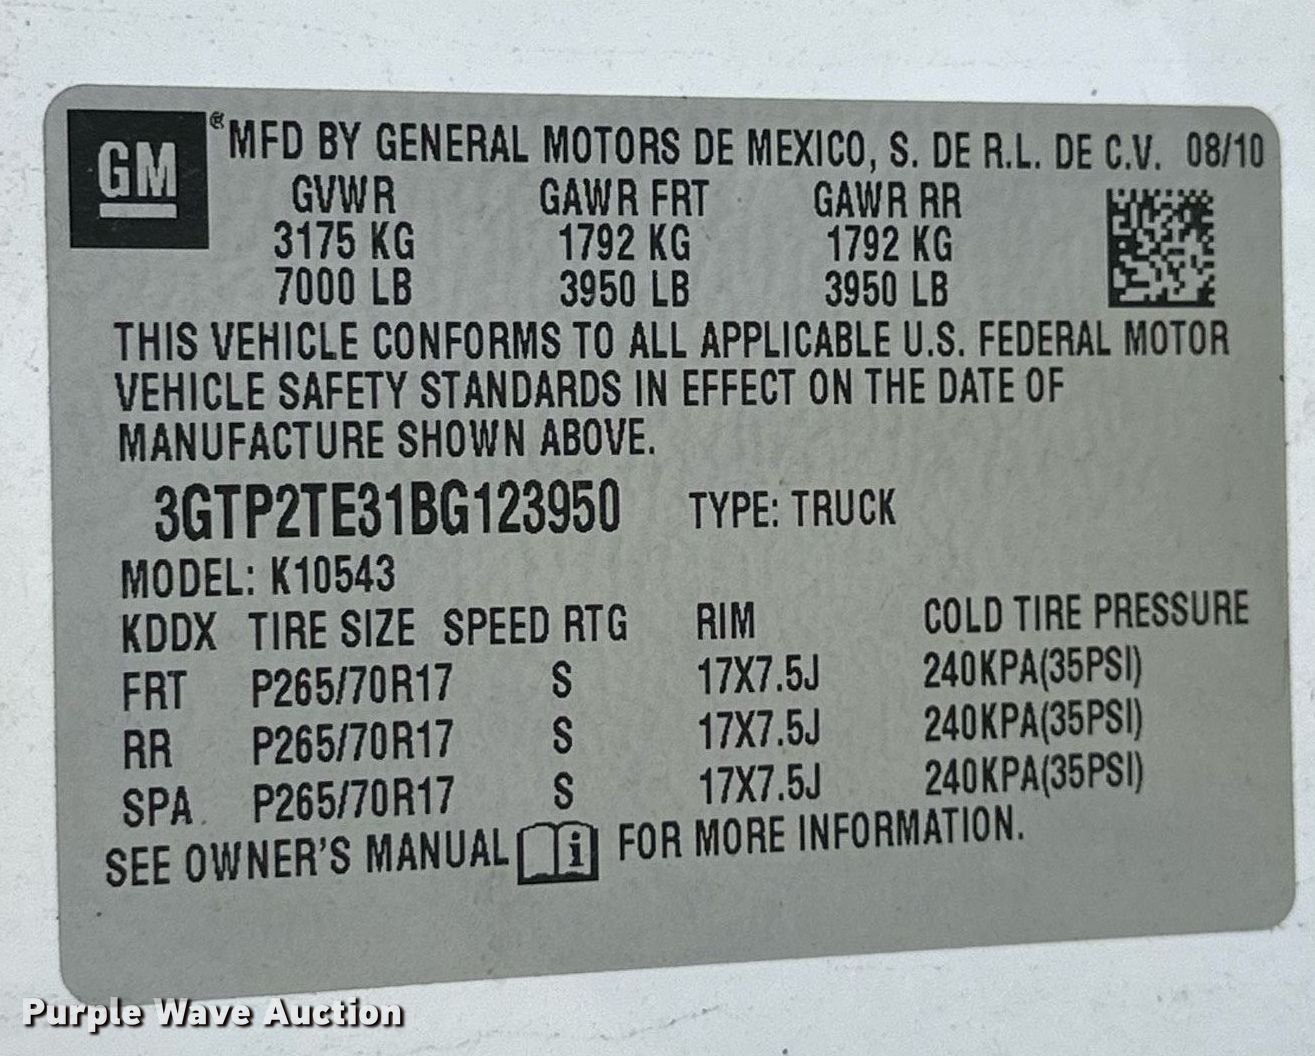 GM® MFD BY GENERAL MOTORS DE MEXICO, S. DE R.L. DE C.V. 08/10
GVWR GAWR FRT GAWR RR
3175 KG 1792 KG 1792 KG
7000 LB 3950 LB 3950 LB
THIS VEHICLE CONFORMS TO ALL APPLICABLE U.S. FEDERAL MOTOR
VEHICLE SAFETY STANDARDS IN EFFECT ON THE DATE OF
MANUFACTURE SHOWN ABOVE.
3GTP2TE31BG123950 TYPE: TRUCK
MODEL: K10543
KDDX TIRE SIZE SPEED RTG RIM COLD TIRE PRESSURE
FRT P265/70R17 S 17X7.5J 240KPA(35PSI)
RR P265/70R17 S 17X7.5J 240KPA(35PSI)
SPA P265/70R17 S 17X7.5J 240KPA(35PSI)
SEE OWNER'S MANUAL i FOR MORE INFORMATION.
Purple Wave Auction